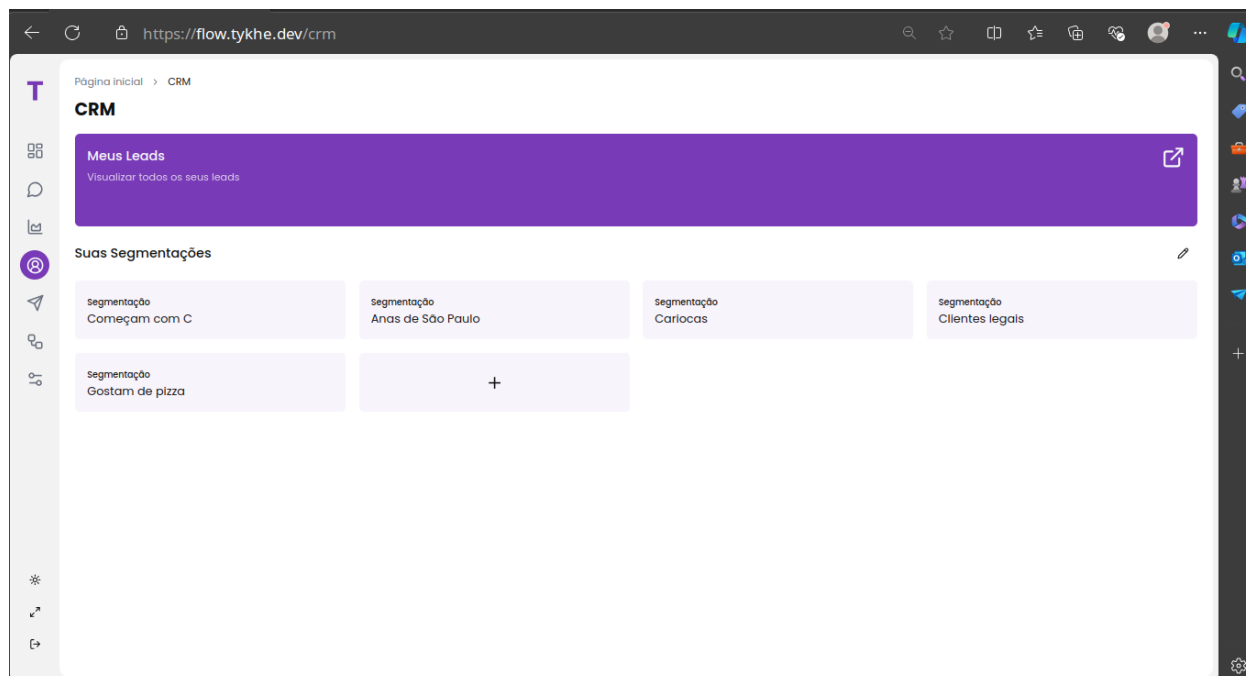 https://flow.tykhe.dev/crm
T
Página inicial > CRM
CRM
Meus Leads
Visualizar todos os seus leads
Suas Segmentações
Segmentação
Começam com C
Segmentação
Anas de São Paulo
Segmentação
Cariocas
Segmentação
Clientes legais
Segmentação
Gostam de pizza
+